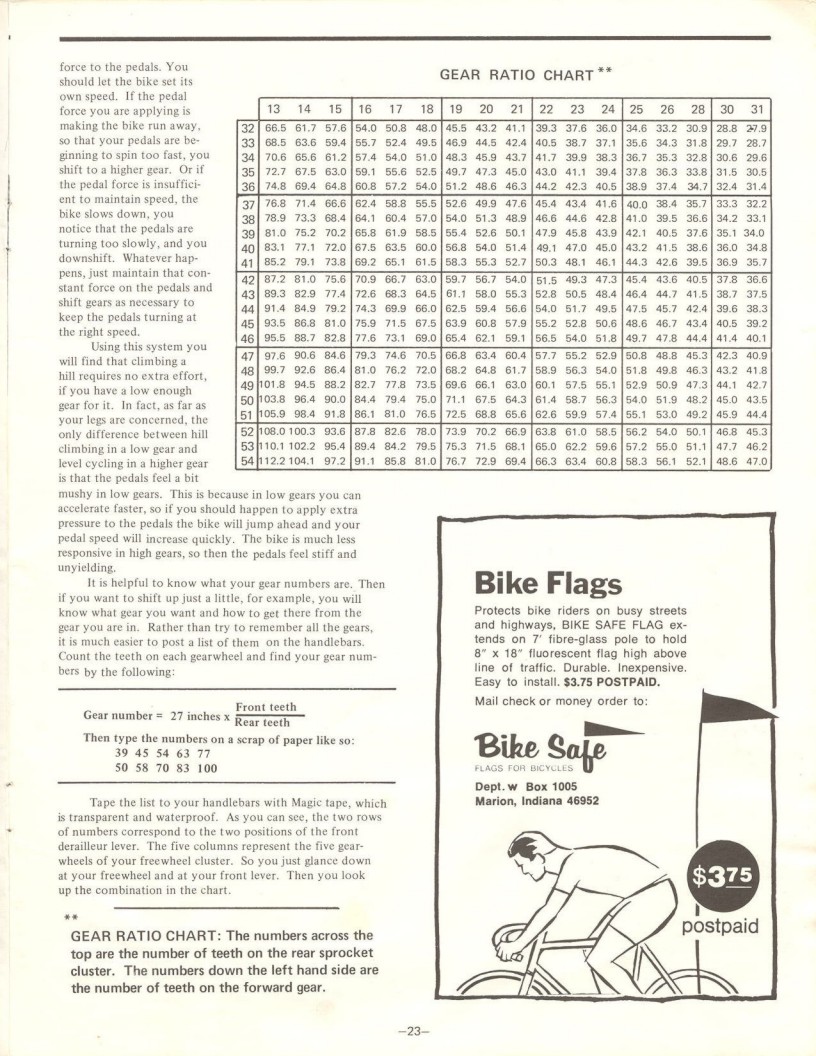 force to the pedals. You
should let the bike set its
own speed. If the pedal
force you are applying is
making the bike run away,
so that your pedals are be-
ginning to spin too fast, you
shift to a higher gear. Or if
the pedal force is insuffici-
ent to maintain speed, the
bike slows down, you
notice that the pedals are
turning too slowly, and you
downshift. Whatever hap-
pens, just maintain that con-
stant force on the pedals and
shift gears as necessary to
keep the pedals turning at
the right speed.
Using this system you
will find that climbing a
hill requires no extra effort,
if you have a low enough
gear for it. In fact, as far as
your legs are concerned, the
only difference between hill
climbing in a low gear and
level cycling in a higher gear
is that the pedals feel a bit
mushy in low gears. This is because in low gears you can
accelerate faster, so if you should happen to apply extra
pressure to the pedals the bike will jump ahead and your
pedal speed will increase quickly. The bike is much less
responsive in high gears, so then the pedals feel stiff and
unyielding.
It is helpful to know what your gear numbers are. Then
if you want to shift up just a little, for example, you will
know what gear you want and how to get there from the
gear you are in. Rather than try to remember all the gears,
it is much easier to post a list of them on the handlebars.
Count the teeth on each gearwheel and find your gear num-
bers by the following:
Gear number = 27 inches x Front teeth
Rear teeth
Then type the numbers on a scrap of paper like so:
39 45 54 63 77
50 58 70 83 100
Tape the list to your handlebars with Magic tape, which
is transparent and waterproof. As you can see, the two rows
of numbers correspond to the two positions of the front
derailleur lever. The five columns represent the five gear-
wheels of your freewheel cluster. So you just glance down
at your freewheel and at your front lever. Then you look
up the combination in the chart.
**
GEAR RATIO CHART: The numbers across the
top are the number of teeth on the rear sprocket
cluster. The numbers down the left hand side are
the number of teeth on the forward gear.
GEAR RATIO CHART **
13 14 15 16 17 18 19 20 21 22 23 24 25 26 28 30 31
32 66.5 61.7 57.6 54.0 50.8 48.0 45.5 43.2 41.1 39.3 37.6 36.0 34.6 33.2 30.9 28.8 27.9
33 68.5 63.6 59.4 55.7 52.4 49.5 46.9 44.5 42.4 40.5 38.7 37.1 35.6 34.3 31.8 29.7 28.7
34 70.6 65.6 61.2 57.4 54.0 51.0 48.3 45.9 43.7 41.7 39.9 38.3 36.7 35.3 32.8 30.6 29.6
35 72.7 67.5 63.0 59.1 55.6 52.5 49.7 47.3 45.0 43.0 41.1 39.4 37.8 36.3 33.8 31.5 30.5
36 74.8 69.4 64.8 60.8 57.2 54.0 51.2 48.6 46.3 44.2 42.3 40.5 38.9 37.4 34.7 32.4 31.4
37 76.8 71.4 66.6 62.4 58.8 55.5 52.6 49.9 47.6 45.4 43.4 41.6 40.0 38.4 35.7 33.3 32.2
38 78.9 73.3 68.4 64.1 60.4 57.0 54.0 51.3 48.9 46.6 44.6 42.8 41.0 39.5 36.6 34.2 33.1
39 81.0 75.2 70.2 65.8 61.9 58.5 55.4 52.6 50.1 47.9 45.8 43.9 42.1 40.5 37.6 35.1 34.0
40 83.1 77.1 72.0 67.5 63.5 60.0 56.8 54.0 51.4 49.1 47.0 45.0 43.2 41.5 38.6 36.0 34.8
41 85.2 79.1 73.8 69.2 65.1 61.5 58.3 55.3 52.7 50.3 48.1 46.1 44.3 42.6 39.5 36.9 35.7
42 87.2 81.0 75.6 70.9 66.7 63.0 59.7 56.7 54.0 51.5 49.3 47.3 45.4 43.6 40.5 37.8 36.6
43 89.3 82.9 77.4 72.6 68.3 64.5 61.1 58.0 55.3 52.8 50.5 48.4 46.4 44.7 41.5 38.7 37.5
44 91.4 84.9 79.2 74.3 69.9 66.0 62.5 59.4 56.6 54.0 51.7 49.5 47.5 45.7 42.4 39.6 38.3
45 93.5 86.8 81.0 75.9 71.5 67.5 63.9 60.8 57.9 55.2 52.8 50.6 48.6 46.7 43.4 40.5 39.2
46 95.5 88.7 82.8 77.6 73.1 69.0 65.4 62.1 59.1 56.5 54.0 51.8 49.7 47.8 44.4 41.4 40.1
47 97.6 90.6 84.6 79.3 74.6 70.5 66.8 63.4 60.4 57.7 55.2 52.9 50.8 48.8 45.3 42.3 40.9
48 99.7 92.6 86.4 81.0 76.2 72.0 68.2 64.8 61.7 58.9 56.3 54.0 51.8 49.8 46.3 43.2 41.8
49 101.8 94.5 88.2 82.7 77.8 73.5 69.6 66.1 63.0 60.1 57.5 55.1 52.9 50.9 47.3 44.1 42.7
50 103.8 96.4 90.0 84.4 79.4 75.0 71.1 67.5 64.3 61.4 58.7 56.3 54.0 51.9 48.2 45.0 43.5
51 105.9 98.4 91.8 86.1 81.0 76.5 72.5 68.8 65.6 62.6 59.9 57.4 55.1 53.0 49.2 45.9 44.4
52 108.0 100.3 93.6 87.8 82.6 78.0 73.9 70.2 66.9 63.8 61.0 58.5 56.2 54.0 50.1 46.8 45.3
53 110.1 102.2 95.4 89.4 84.2 79.5 75.3 71.5 68.1 65.0 62.2 59.6 57.2 55.0 51.1 47.7 46.2
54 112.2 104.1 97.2 91.1 85.8 81.0 76.7 72.9 69.4 66.3 63.4 60.8 58.3 56.1 52.1 48.6 47.0
Bike Flags
Protects bike riders on busy streets
and highways, BIKE SAFE FLAG ex-
tends on 7′ fibre-glass pole to hold
8″ x 18″ fluorescent flag high above
line of traffic. Durable. Inexpensive.
Easy to install. $3.75 POSTPAID.
Mail check or money order to:
Bike Safe
FLAGS FOR BICYCLES
Dept. w Box 1005
Marion, Indiana 46952
$3 75
postpaid
—23—